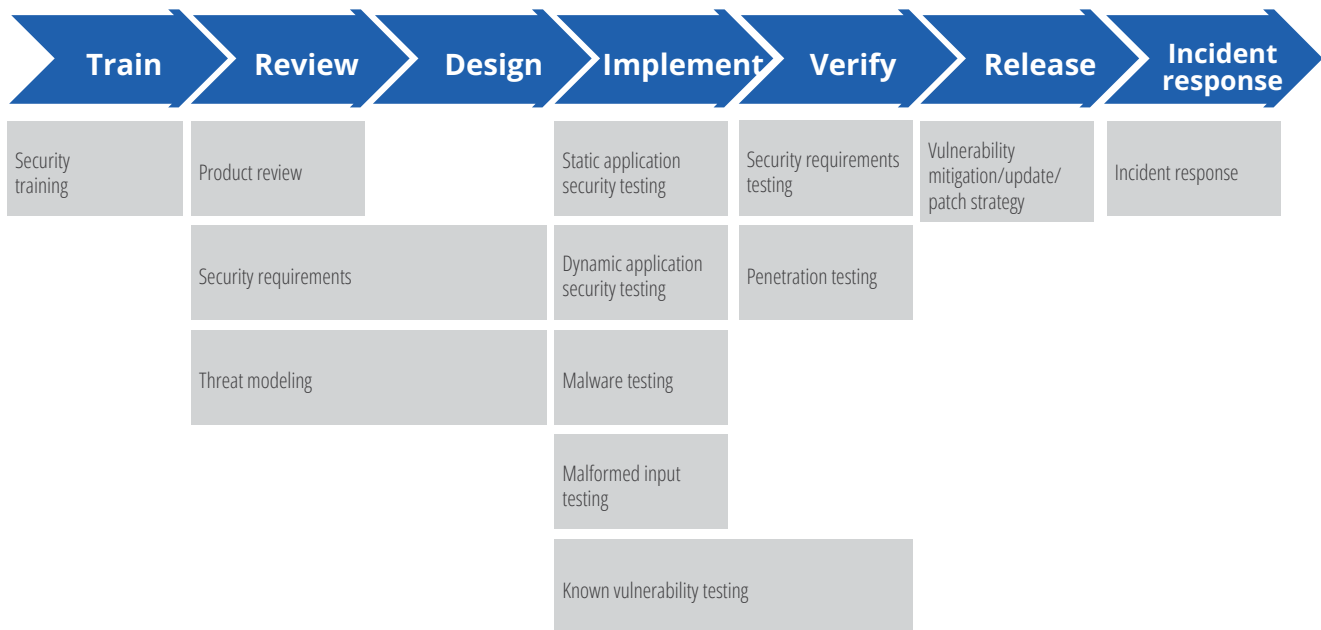 Train
Review
Design
Implement
Verify
Release
Incident
response
Security
training
Product review
Static application
security testing
Security requirements
testing
Vulnerability
mitigation/update/
patch strategy
Incident response
Security requirements
Dynamic application
security testing
Penetration testing
Threat modeling
Malware testing
Malformed input
testing
Known vulnerability testing